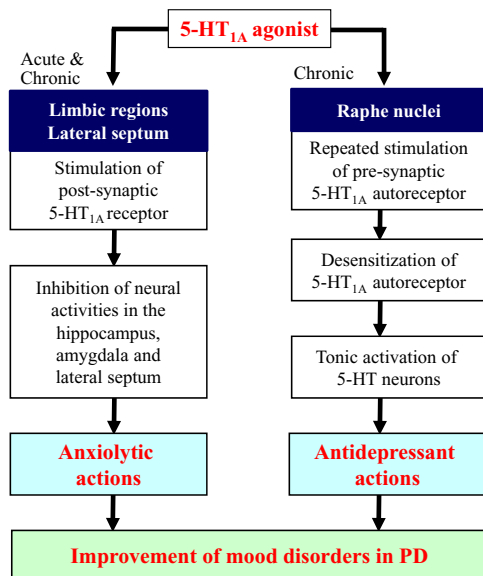 5-HT1A agonist
Acute &
Chronic
Limbic regions
Lateral septum
Stimulation of
post-synaptic
5-HT1A receptor
Inhibition of neural
activities in the
hippocampus,
amygdala and
lateral septum
Anxiolytic
actions
Chronic
Raphe nuclei
Repeated stimulation
of pre-synaptic
5-HT1A autoreceptor
Desensitization of
5-HT1A autoreceptor
Tonic activation of
5-HT neurons
Antidepressant
actions
Improvement of mood disorders in PD